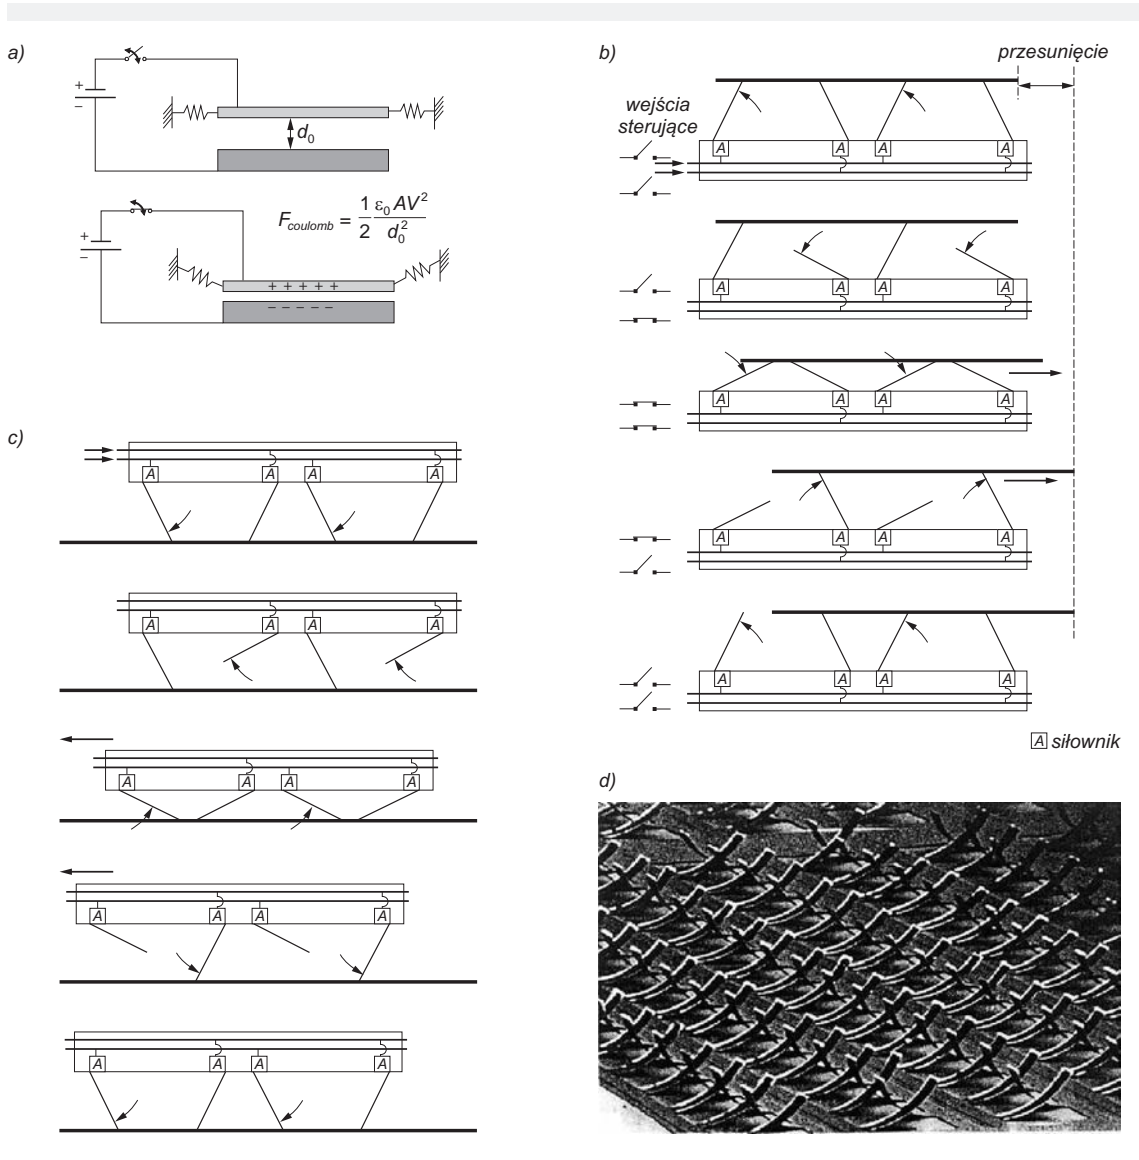 a)
+
–
d₀
F_coulomb = 1/2 ε₀AV²/d₀²
+
–
+ + + + +
– – – – –
b)
przesunięcie
wejścia
sterujące
A A A A
A A A A
A A A A
A A A A
A A A A
A siłownik
c)
A A A A
A A A A
A A A A
A A A A
A A A A
d)